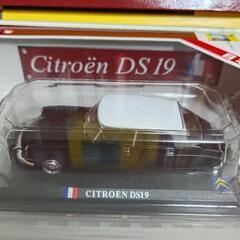 Citroën DS 19
CITROEN DS19